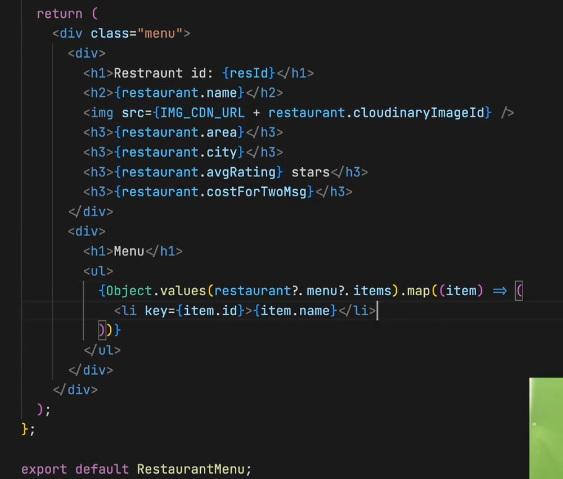 return (
<div class="menu">
<div>
<h1>Restraunt id: {resId}</h1>
<h2>{restaurant.name}</h2>
<img src={IMG_CDN_URL + restaurant.cloudinaryImageId} />
<h3>{restaurant.area}</h3>
<h3>{restaurant.city}</h3>
<h3>{restaurant.avgRating} stars</h3>
<h3>{restaurant.costForTwoMsg}</h3>
</div>
<div>
<h1>Menu</h1>
<ul>
{Object.values(restaurant?.menu?.items).map((item) => (
<li key={item.id}>{item.name}</li>
))}
</ul>
</div>
</div>
);
};
export default RestaurantMenu;